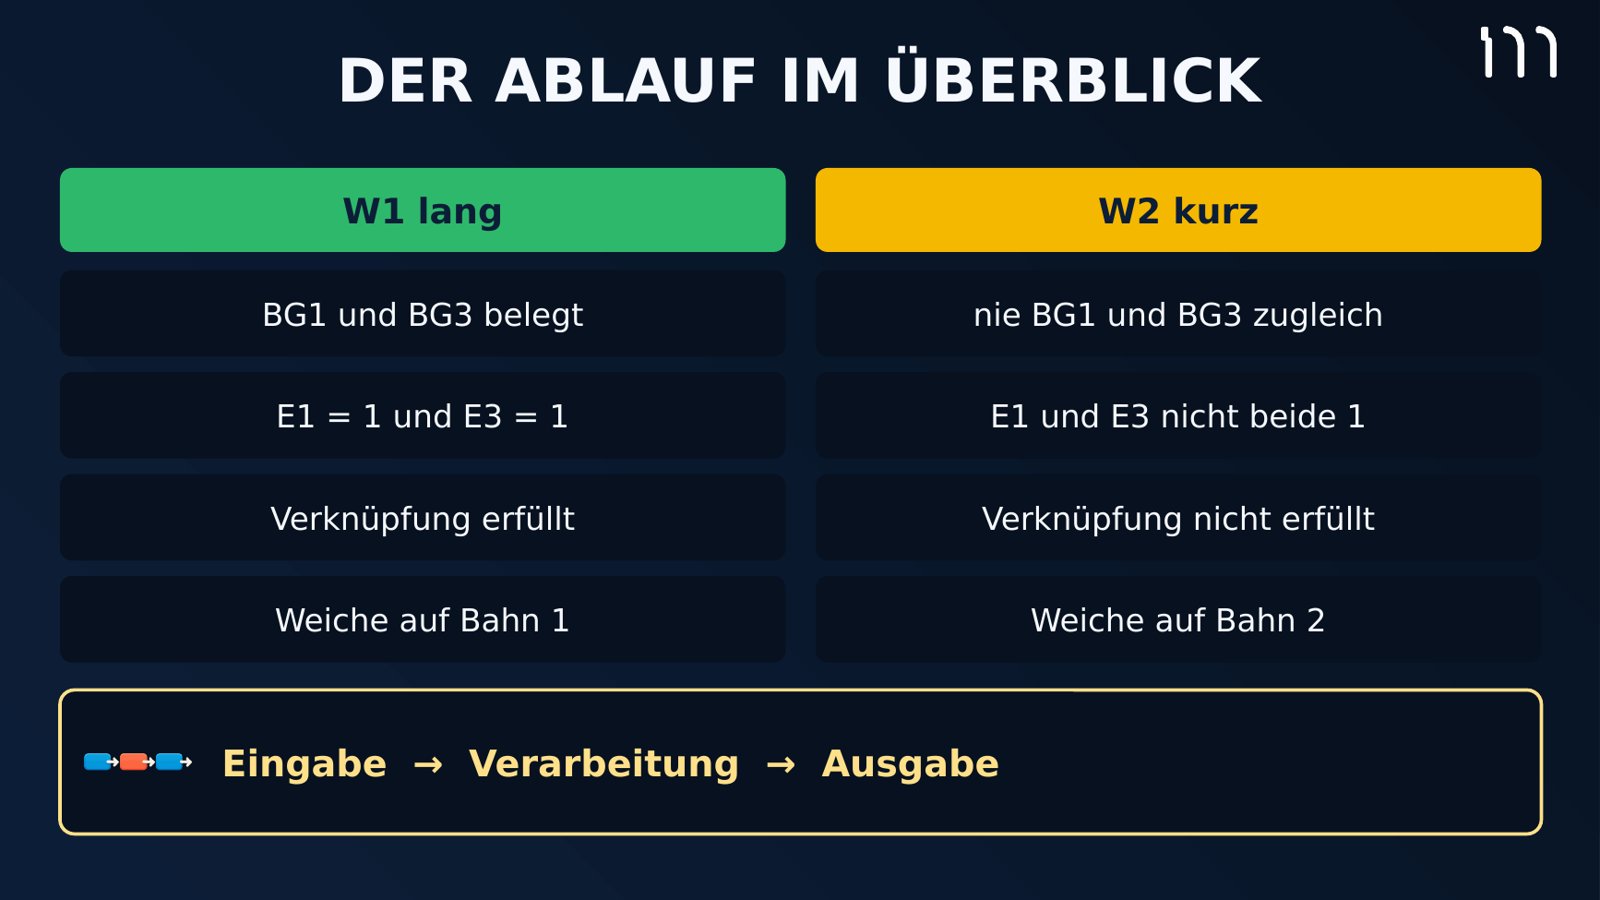 DER ABLAUF IM ÜBERBLICK
W1 lang
W2 kurz
BG1 und BG3 belegt
nie BG1 und BG3 zugleich
E1 = 1 und E3 = 1
E1 und E3 nicht beide 1
Verknüpfung erfüllt
Verknüpfung nicht erfüllt
Weiche auf Bahn 1
Weiche auf Bahn 2
Eingabe → Verarbeitung → Ausgabe